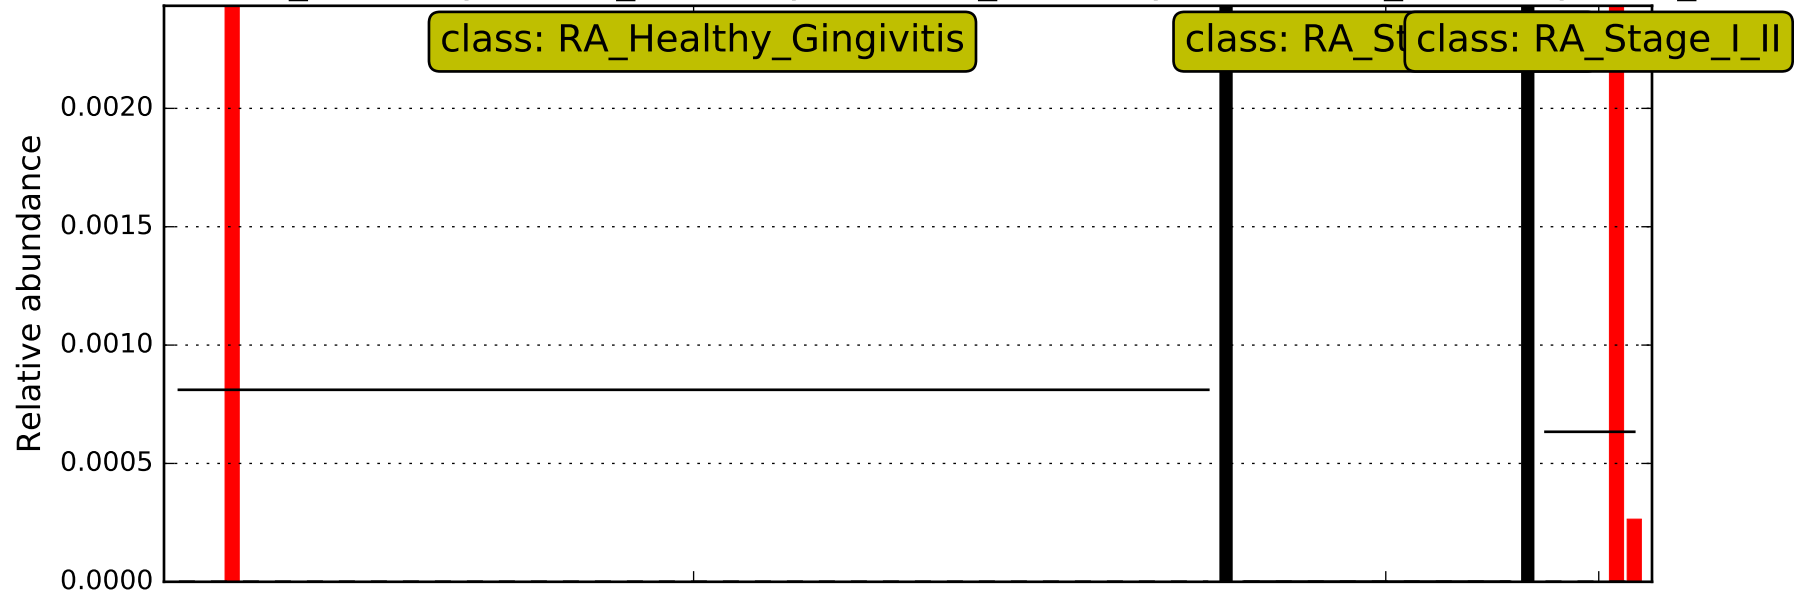 class: RA_Healthy_Gingivitis
class: RA_St
class: RA_Stage_I_II
0.0020
0.0015
0.0010
0.0005
0.0000
Relative abundance